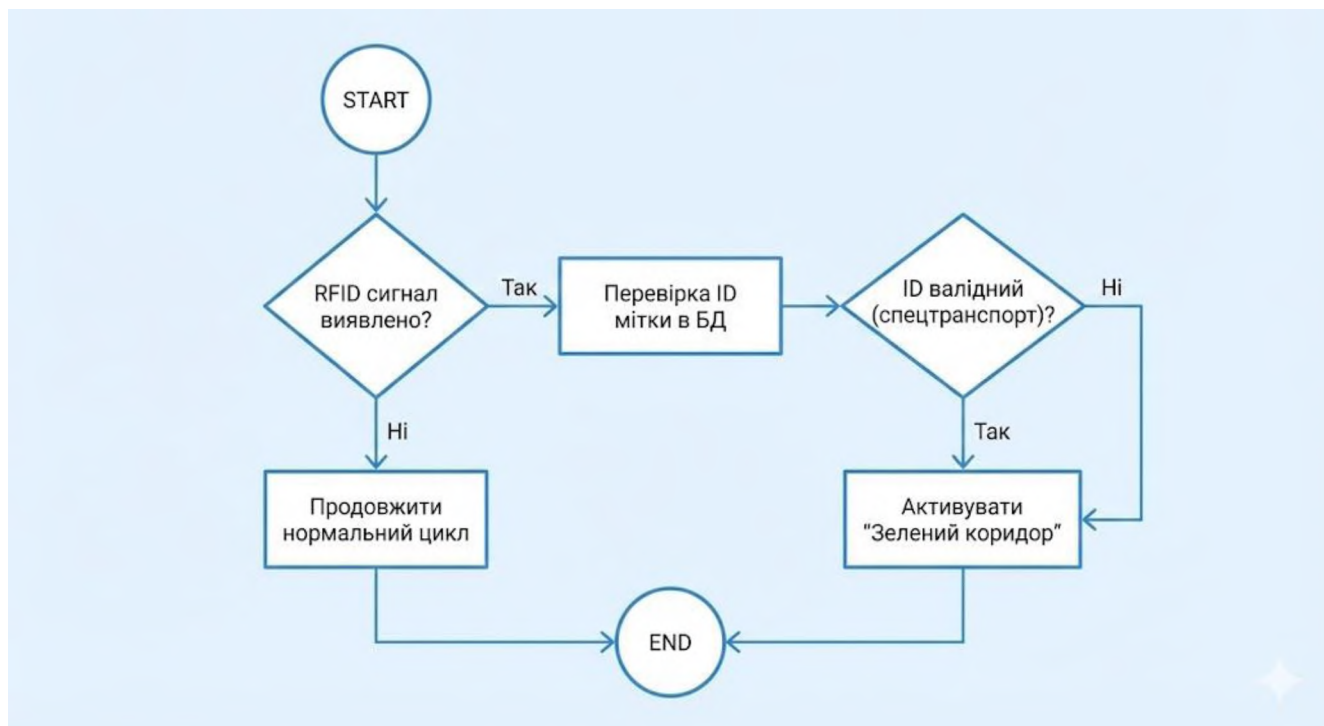 START
RFID сигнал
виявлено?
Так
Перевірка ID
мітки в БД
ID валідний
(спецтранспорт)?
Ні
Ні
Так
Продовжити
нормальний цикл
Активувати
"Зелений коридор"
END